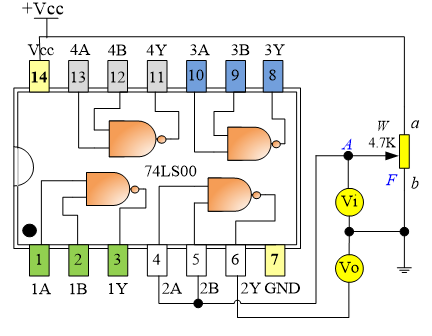 +Vcc
Vcc 4A 4B 4Y 3A 3B 3Y
14 13 12 11 10 9 8
a
W
4.7K
A
F
b
74LS00
Vi
Vo
1 2 3 4 5 6 7
1A 1B 1Y 2A 2B 2Y GND